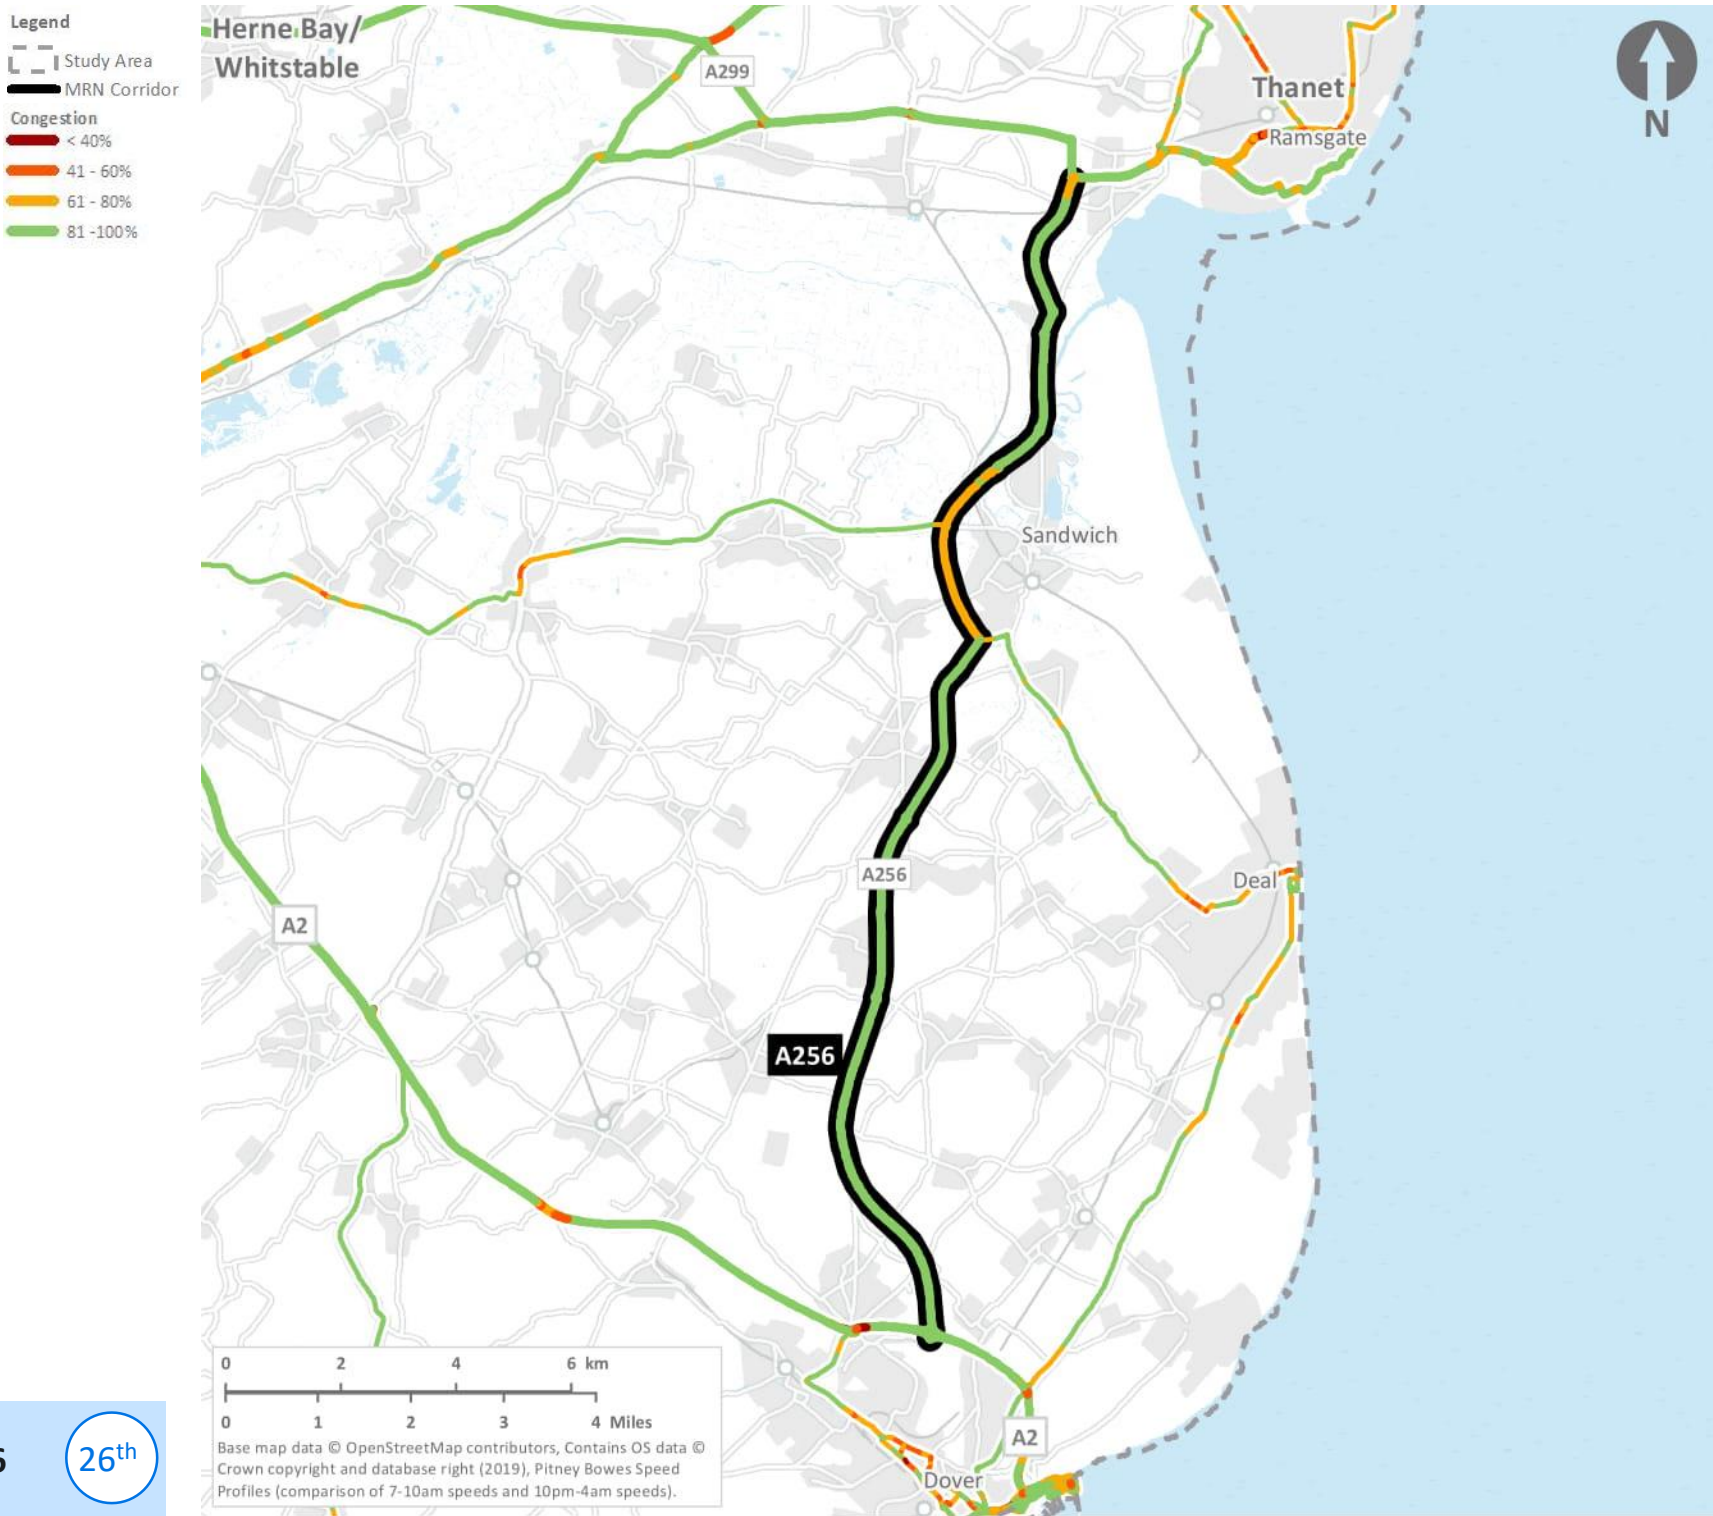 Legend
Study Area
MRN Corridor
Congestion
< 40%
41 - 60%
61 - 80%
81 -100%
Herne Bay/
Whitstable
A299
Thanet
Ramsgate
N
Sandwich
A256
Deal
A2
A256
0 2 4 6 km
0 1 2 3 4 Miles
Base map data © OpenStreetMap contributors, Contains OS data ©
Crown copyright and database right (2019), Pitney Bowes Speed
Profiles (comparison of 7-10am speeds and 10pm-4am speeds).
A2
Dover
26th